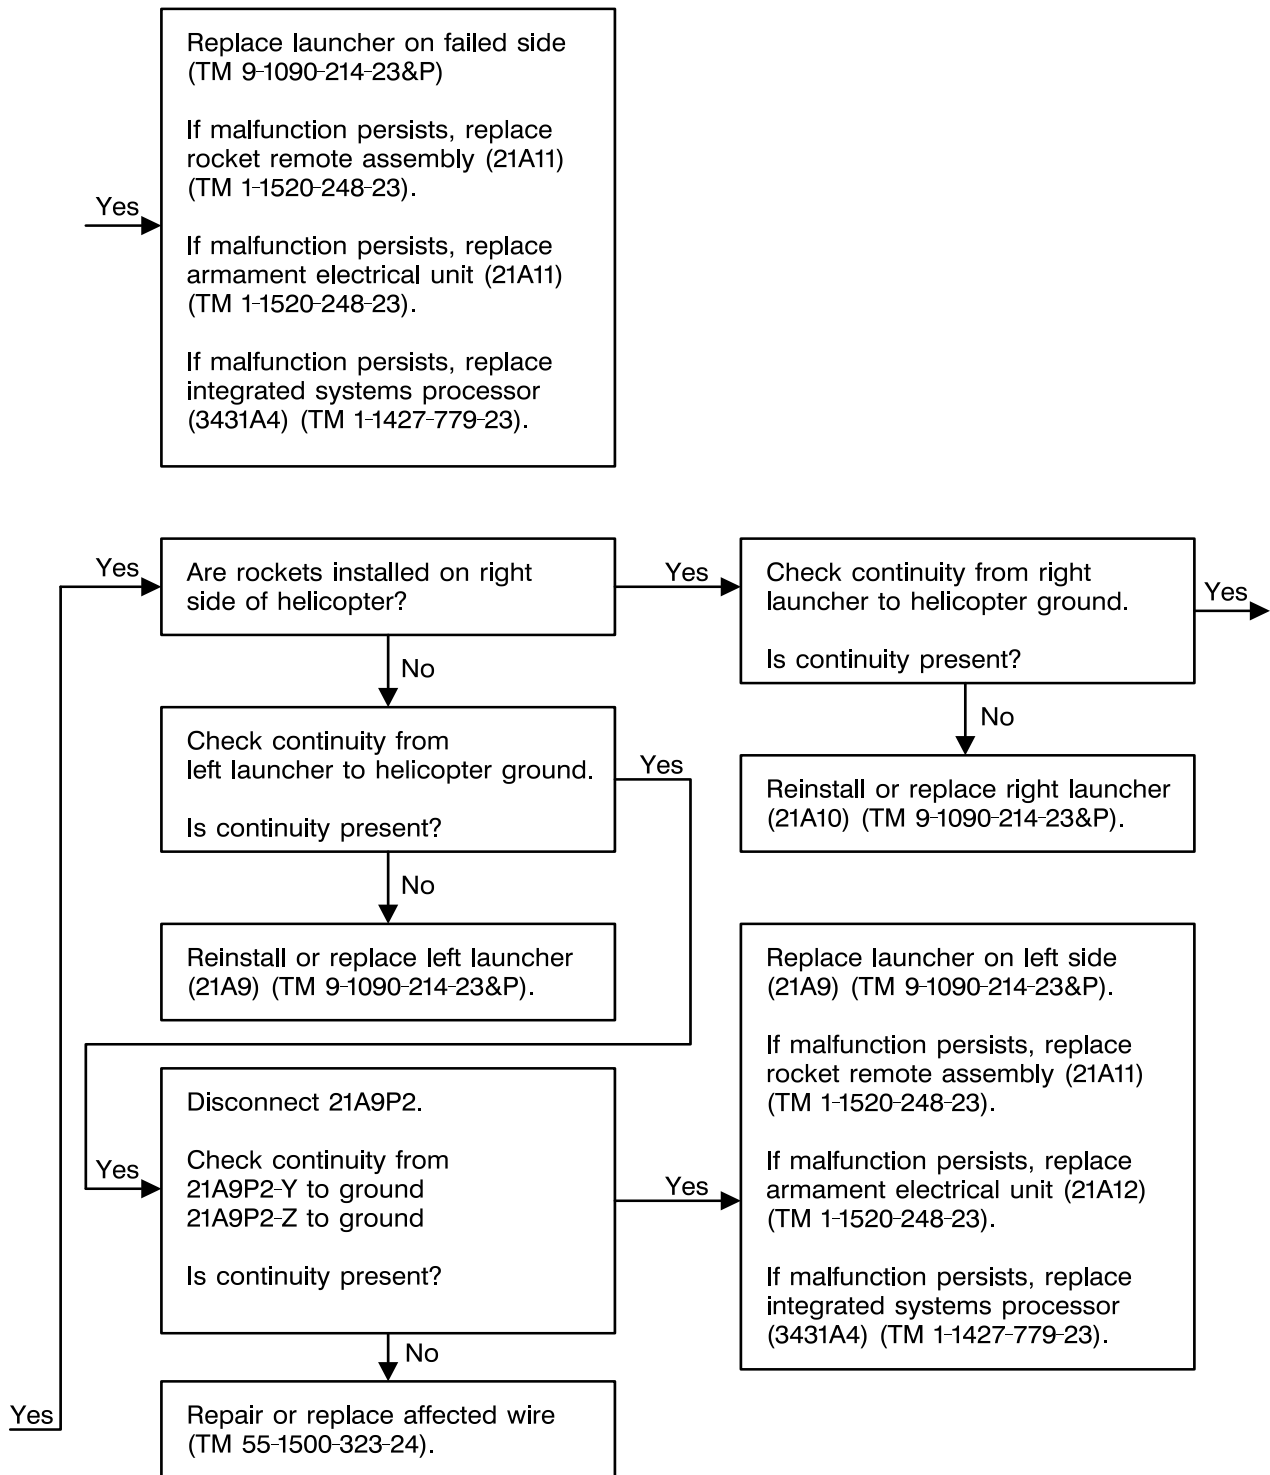 Replace launcher on failed side
(TM 9-1090-214-23&P)
If malfunction persists, replace
rocket remote assembly (21A11)
(TM 1-1520-248-23).
Yes
If malfunction persists, replace
armament electrical unit (21A11)
(TM 1-1520-248-23).
If malfunction persists, replace
integrated systems processor
(3431A4) (TM 1-1427-779-23).
Yes
Are rockets installed on right
side of helicopter?
Yes
Check continuity from right
launcher to helicopter ground.
Is continuity present?
Yes
No
No
Check continuity from
left launcher to helicopter ground.
Is continuity present?
Yes
Reinstall or replace right launcher
(21A10) (TM 9-1090-214-23&P).
No
Reinstall or replace left launcher
(21A9) (TM 9-1090-214-23&P).
Yes
Disconnect 21A9P2.
Check continuity from
21A9P2-Y to ground
21A9P2-Z to ground
Is continuity present?
Yes
Replace launcher on left side
(21A9) (TM 9-1090-214-23&P).
If malfunction persists, replace
rocket remote assembly (21A11)
(TM 1-1520-248-23).
If malfunction persists, replace
armament electrical unit (21A12)
(TM 1-1520-248-23).
If malfunction persists, replace
integrated systems processor
(3431A4) (TM 1-1427-779-23).
No
Yes
Repair or replace affected wire
(TM 55-1500-323-24).